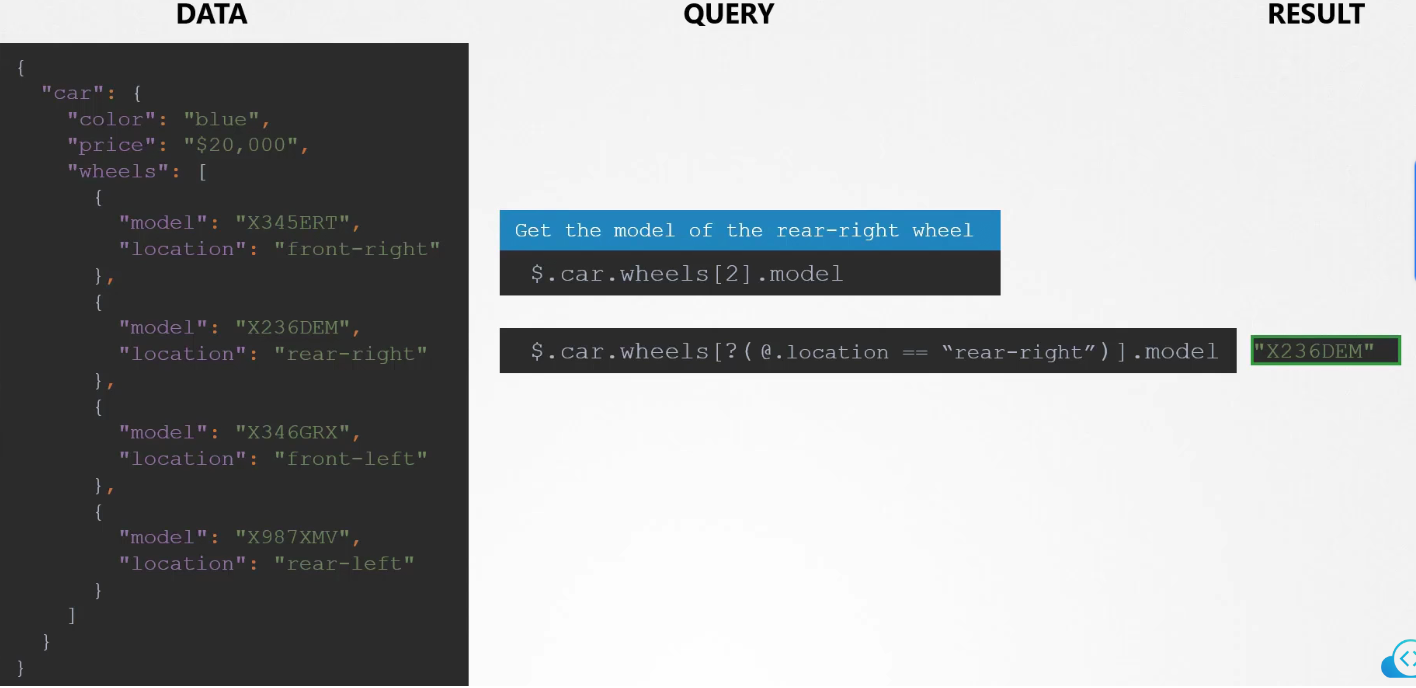 DATA
QUERY
RESULT
{
"car": {
"color": "blue",
"price": "$20,000",
"wheels": [
{
"model": "X345ERT",
"location": "front-right"
},
{
"model": "X236DEM",
"location": "rear-right"
},
{
"model": "X346GRX",
"location": "front-left"
},
{
"model": "X987XMV",
"location": "rear-left"
}
]
}
}
Get the model of the rear-right wheel
$.car.wheels[2].model
$.car.wheels[?(@.location == “rear-right”)].model
"X236DEM"